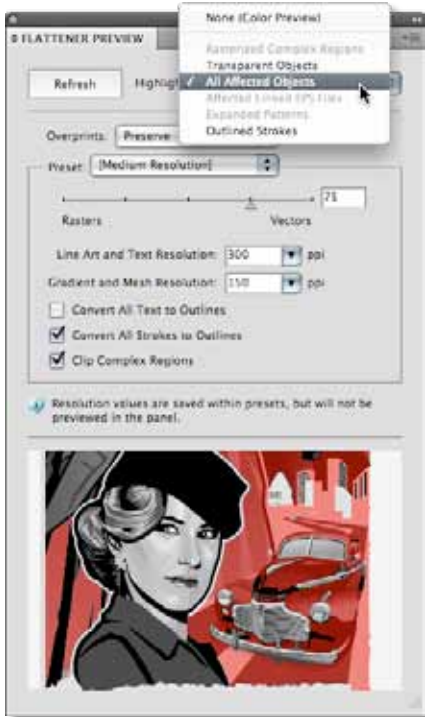 None (Color Preview)
FLATTENER PREVIEW
Rasterized Complex Regions
Transparent Objects
Refresh
Highlight
✓ All Affected Objects
Affected Linked EPS Files
Expanded Patterns
Outlined Strokes
Overprints: Preserve
Preset: [Medium Resolution]
75
Rasters Vectors
Line Art and Text Resolution: 300 ppi
Gradient and Mesh Resolution: 150 ppi
Convert All Text to Outlines
Convert All Strokes to Outlines
Clip Complex Regions
Resolution values are saved within presets, but will not be
previewed in the panel.